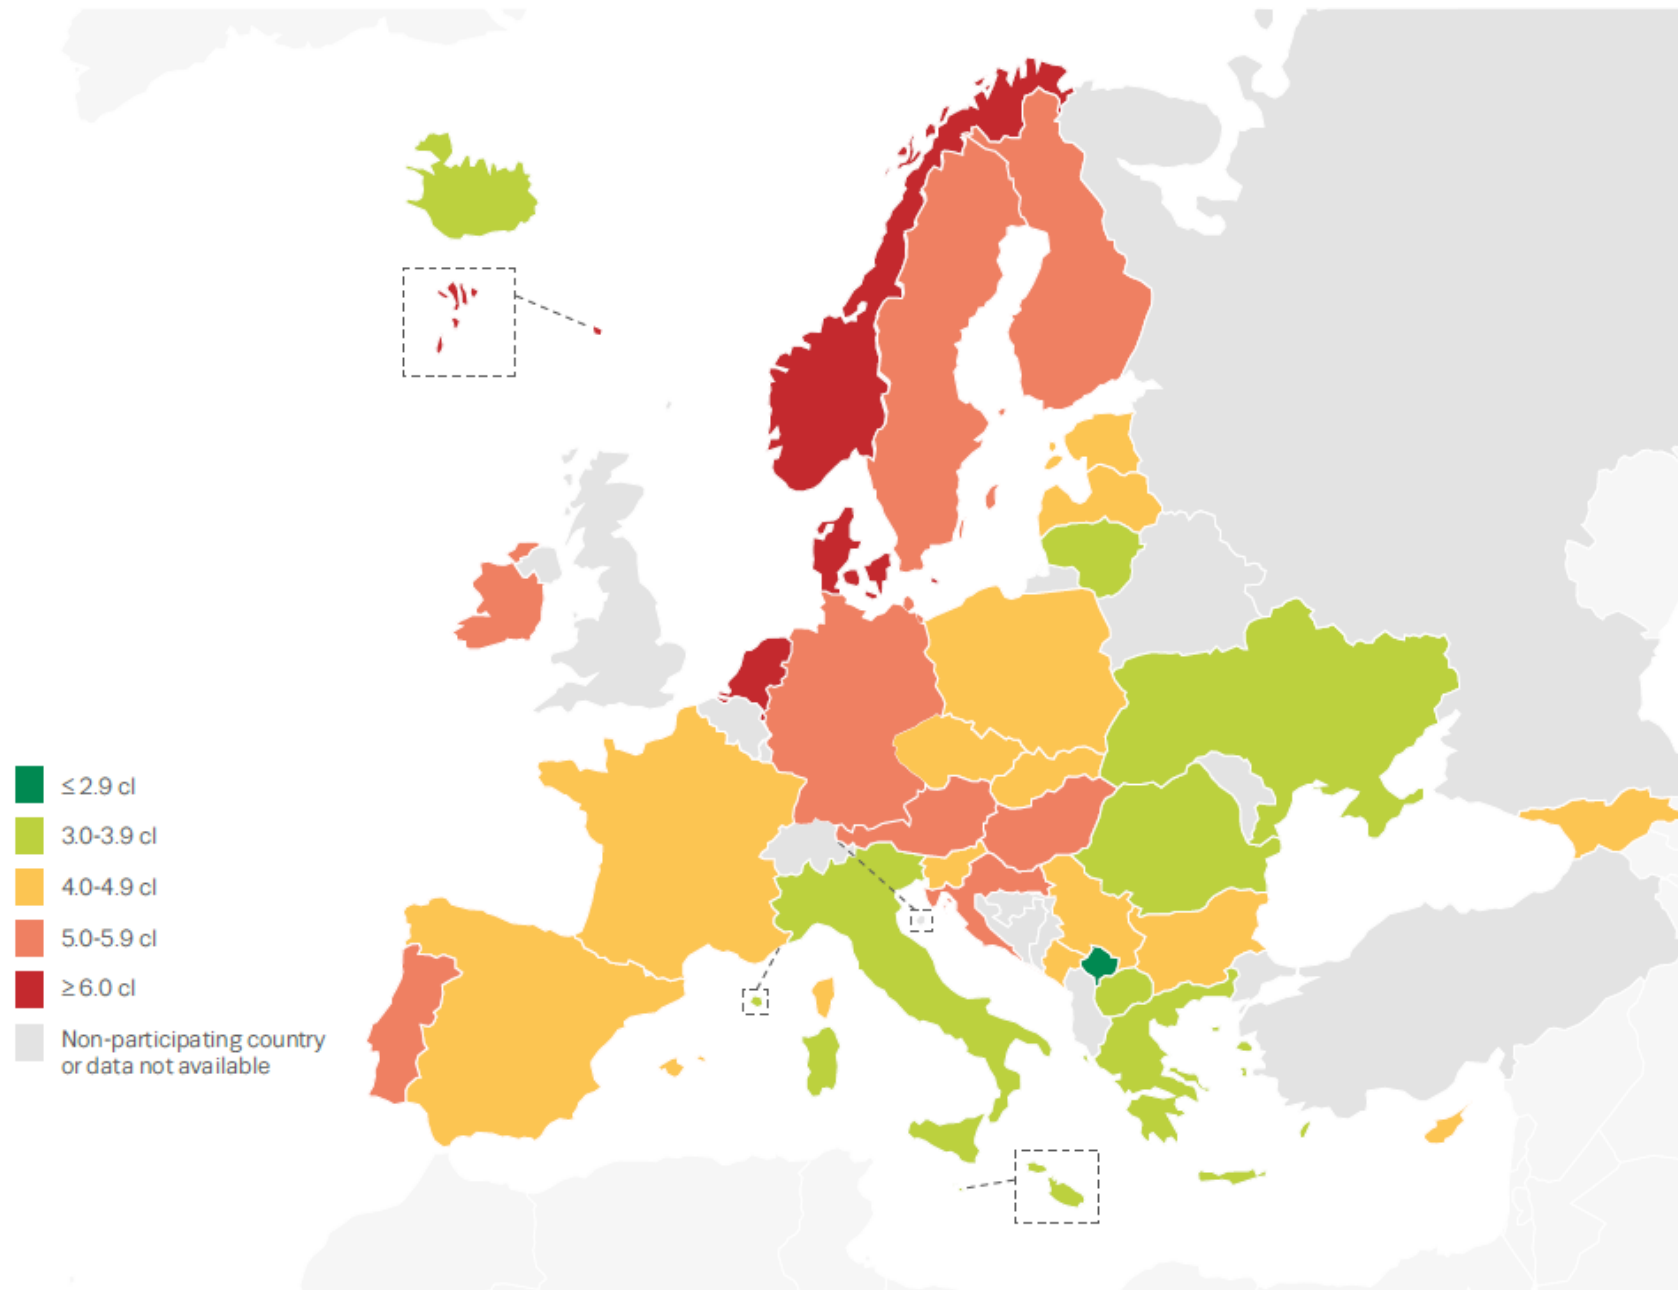 ≤ 2.9 cl
3.0-3.9 cl
4.0-4.9 cl
5.0-5.9 cl
≥ 6.0 cl
Non-participating country
or data not available